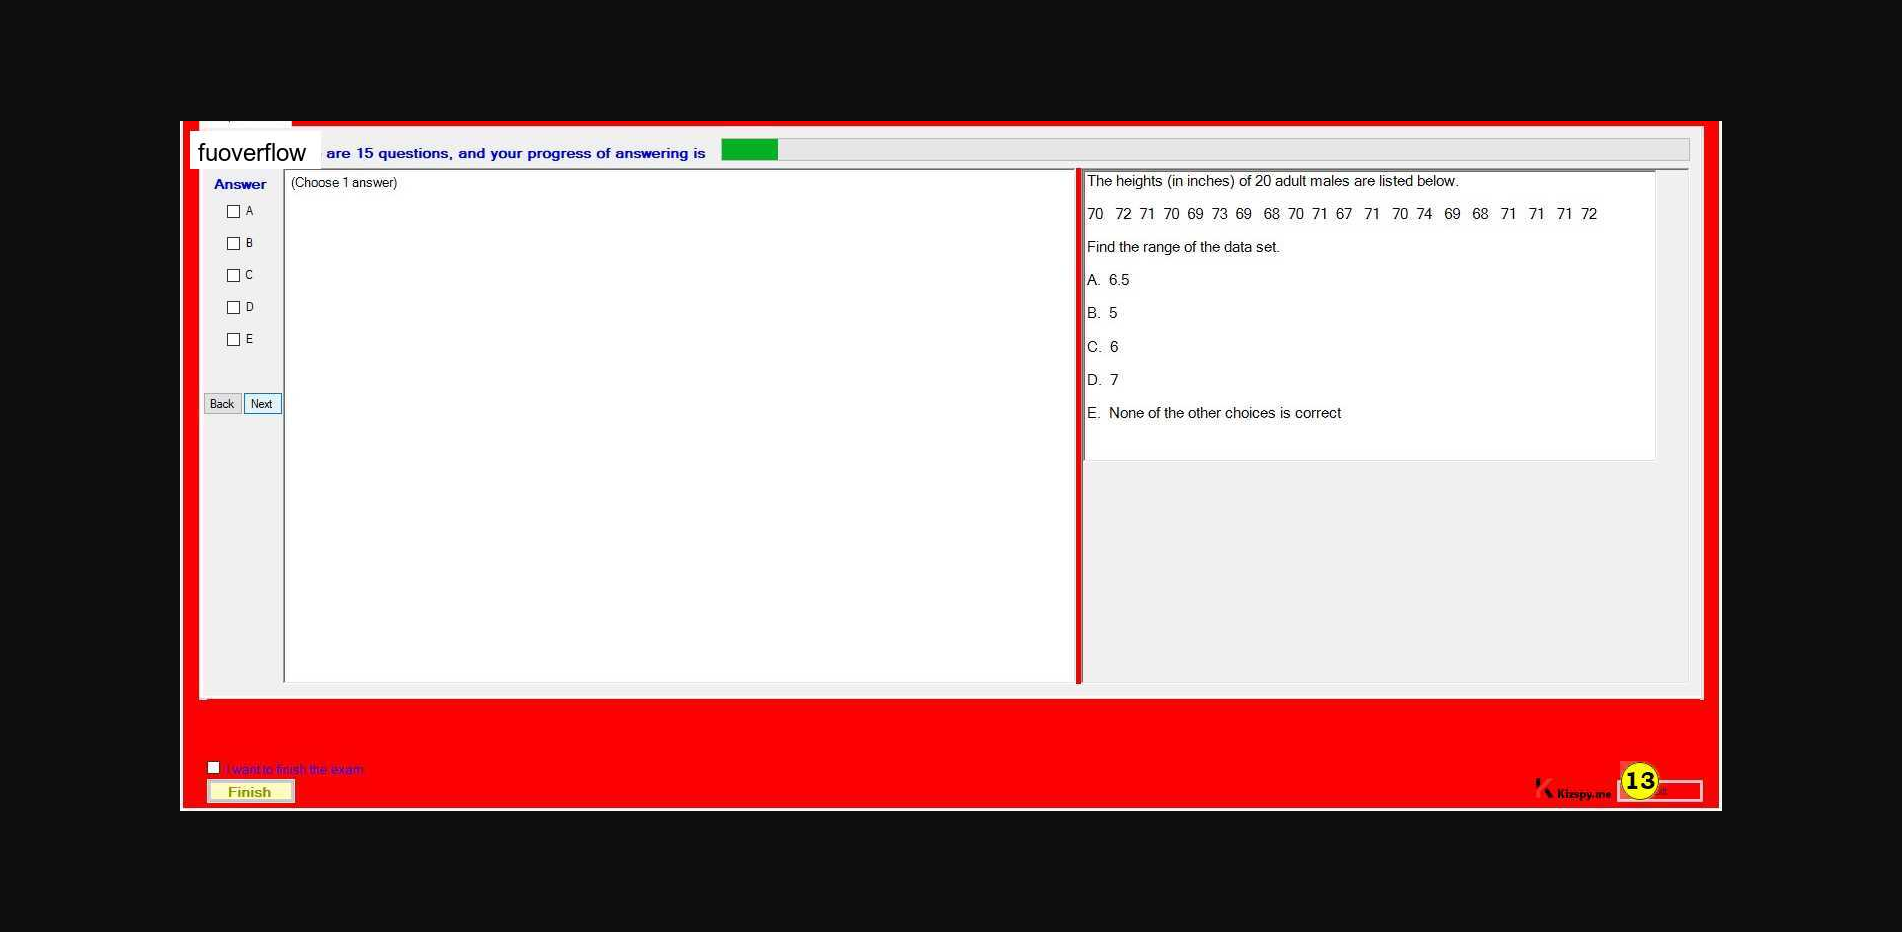 fuoverflow are 15 questions, and your progress of answering is
Answer
(Choose 1 answer)
A
B
C
D
E
Back Next
The heights (in inches) of 20 adult males are listed below.
70 72 71 70 69 73 69 68 70 71 67 71 70 74 69 68 71 71 71 72
Find the range of the data set.
A. 6.5
B. 5
C. 6
D. 7
E. None of the other choices is correct
I want to finish the exam.
Finish
Kizspy.me
13